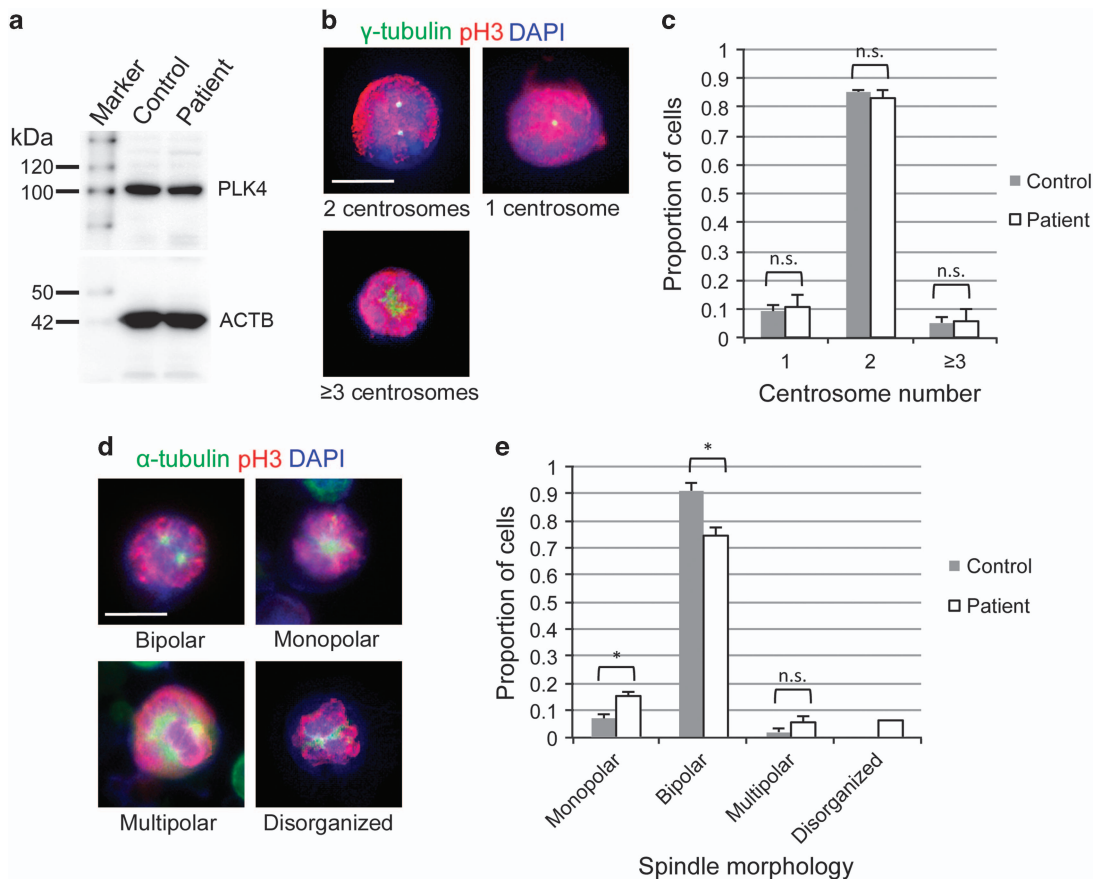 a
Marker
Control
Patient
kDa
120
100
PLK4
50
42
ACTB
b
γ-tubulin pH3 DAPI
2 centrosomes
1 centrosome
≥3 centrosomes
c
Proportion of cells
1
0.9
0.8
0.7
0.6
0.5
0.4
0.3
0.2
0.1
0
n.s.
n.s.
n.s.
1
2
≥3
Centrosome number
Control
Patient
d
α-tubulin pH3 DAPI
Bipolar
Monopolar
Multipolar
Disorganized
e
Proportion of cells
1
0.9
0.8
0.7
0.6
0.5
0.4
0.3
0.2
0.1
0
*
*
n.s.
Monopolar
Bipolar
Multipolar
Disorganized
Spindle morphology
Control
Patient